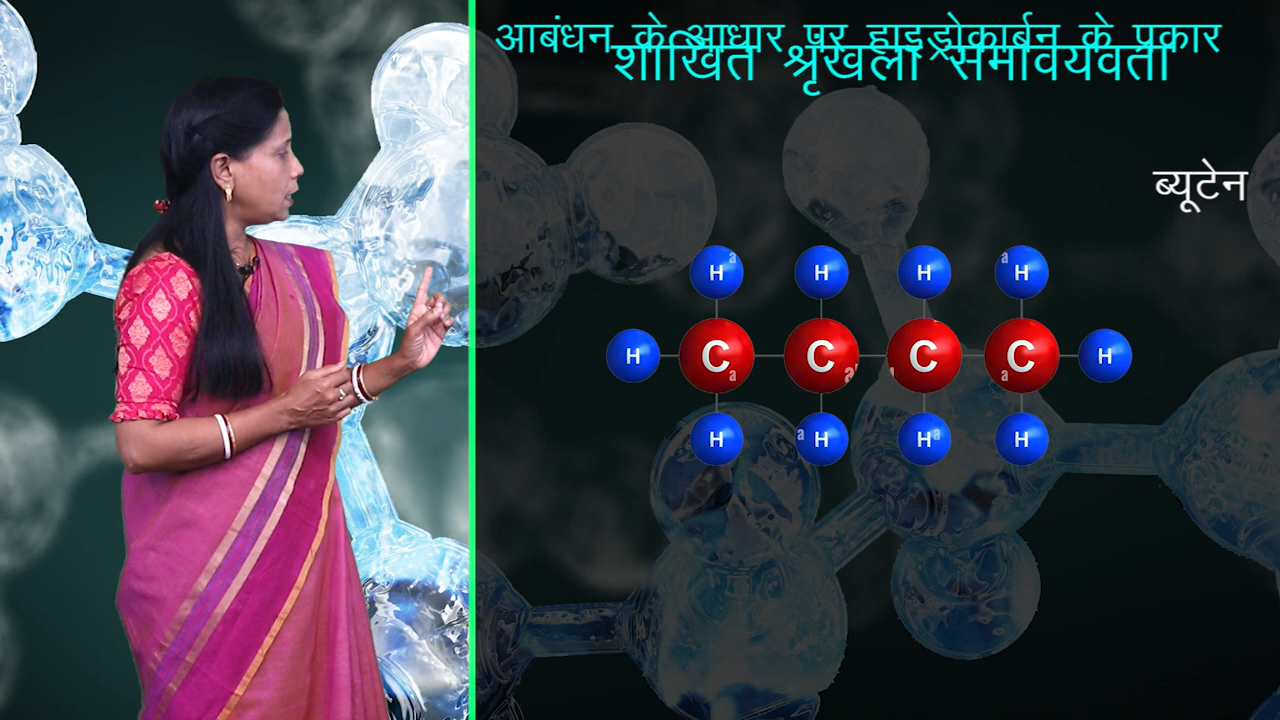 आबंधन के आधार पर हाइड्रोकार्बन के प्रकार
शाखित श्रृंखला समावयवता
ब्यूटेन
H H H H
H C C C C H
H H H H